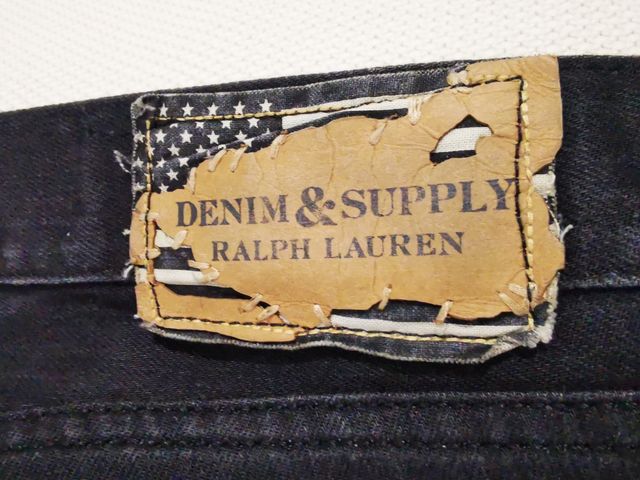 DENIM & SUPPLY
RALPH LAUREN